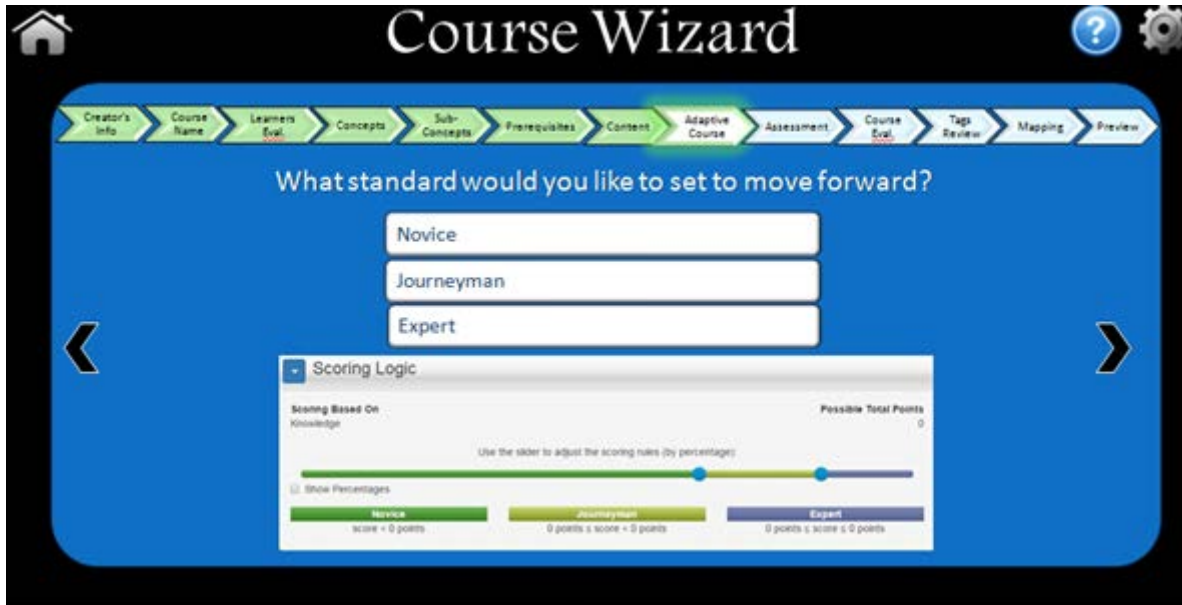 Course Wizard
?
Creator's Info
Course Name
Learners Eval.
Concepts
Sub-Concepts
Prerequisites
Content
Adaptive Course
Assessment
Course Eval.
Tags Review
Mapping
Preview
What standard would you like to set to move forward?
Novice
Journeyman
Expert
Scoring Logic
Scoring Based On
Knowledge
Possible Total Points
0
Use the slider to adjust the scoring rules (by percentage)
Show Percentages
Novice
score < 0 points
Journeyman
0 points ≤ score < 0 points
Expert
0 points ≤ score ≤ 0 points